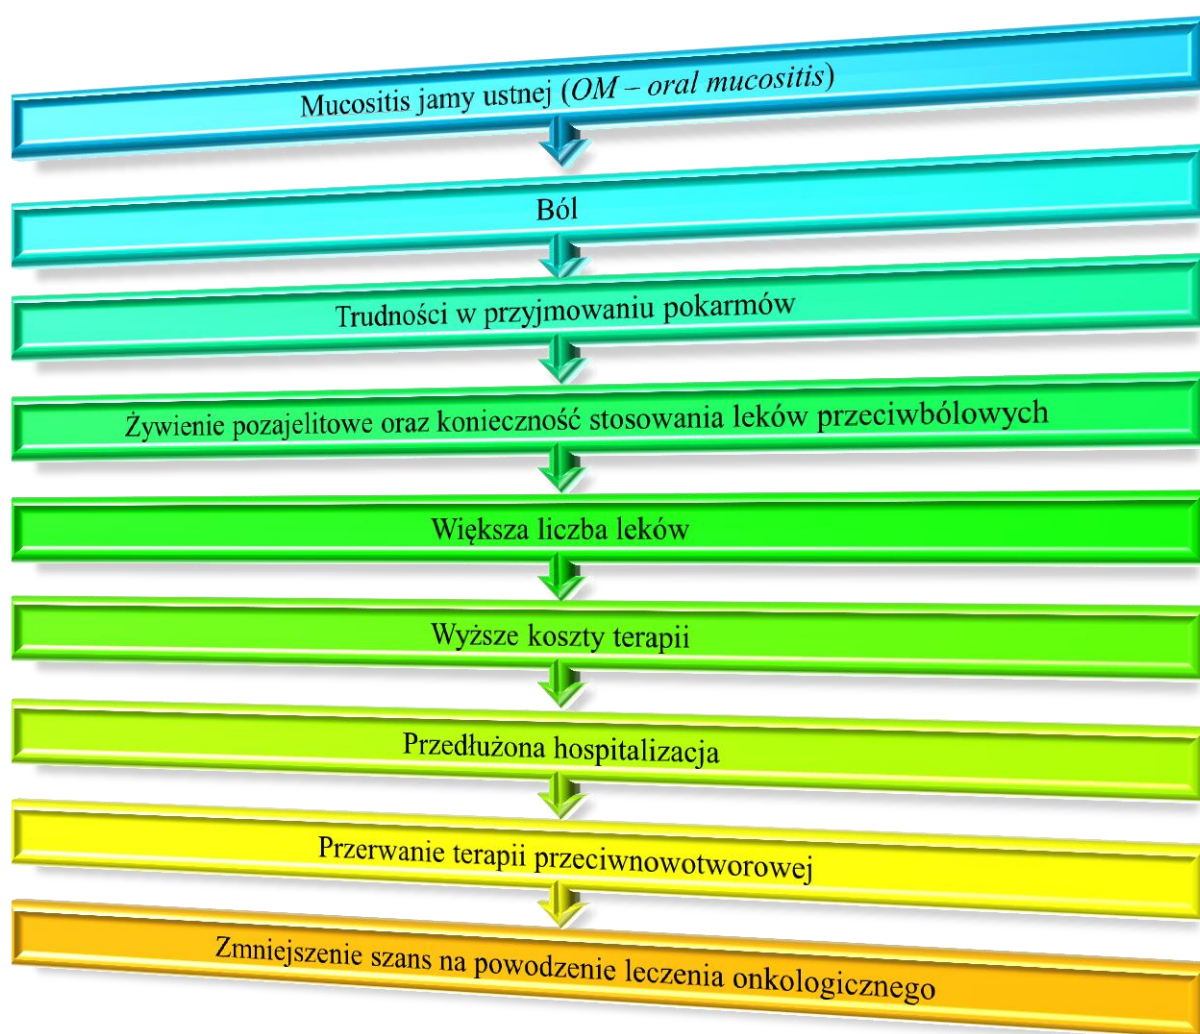 Mucositis jamy ustnej (OM – oral mucositis)
Ból
Trudności w przyjmowaniu pokarmów
Żywienie pozajelitowe oraz konieczność stosowania leków przeciwbólowych
Większa liczba leków
Wyższe koszty terapii
Przedłużona hospitalizacja
Przerwanie terapii przeciwnowotworowej
Zmniejszenie szans na powodzenie leczenia onkologicznego